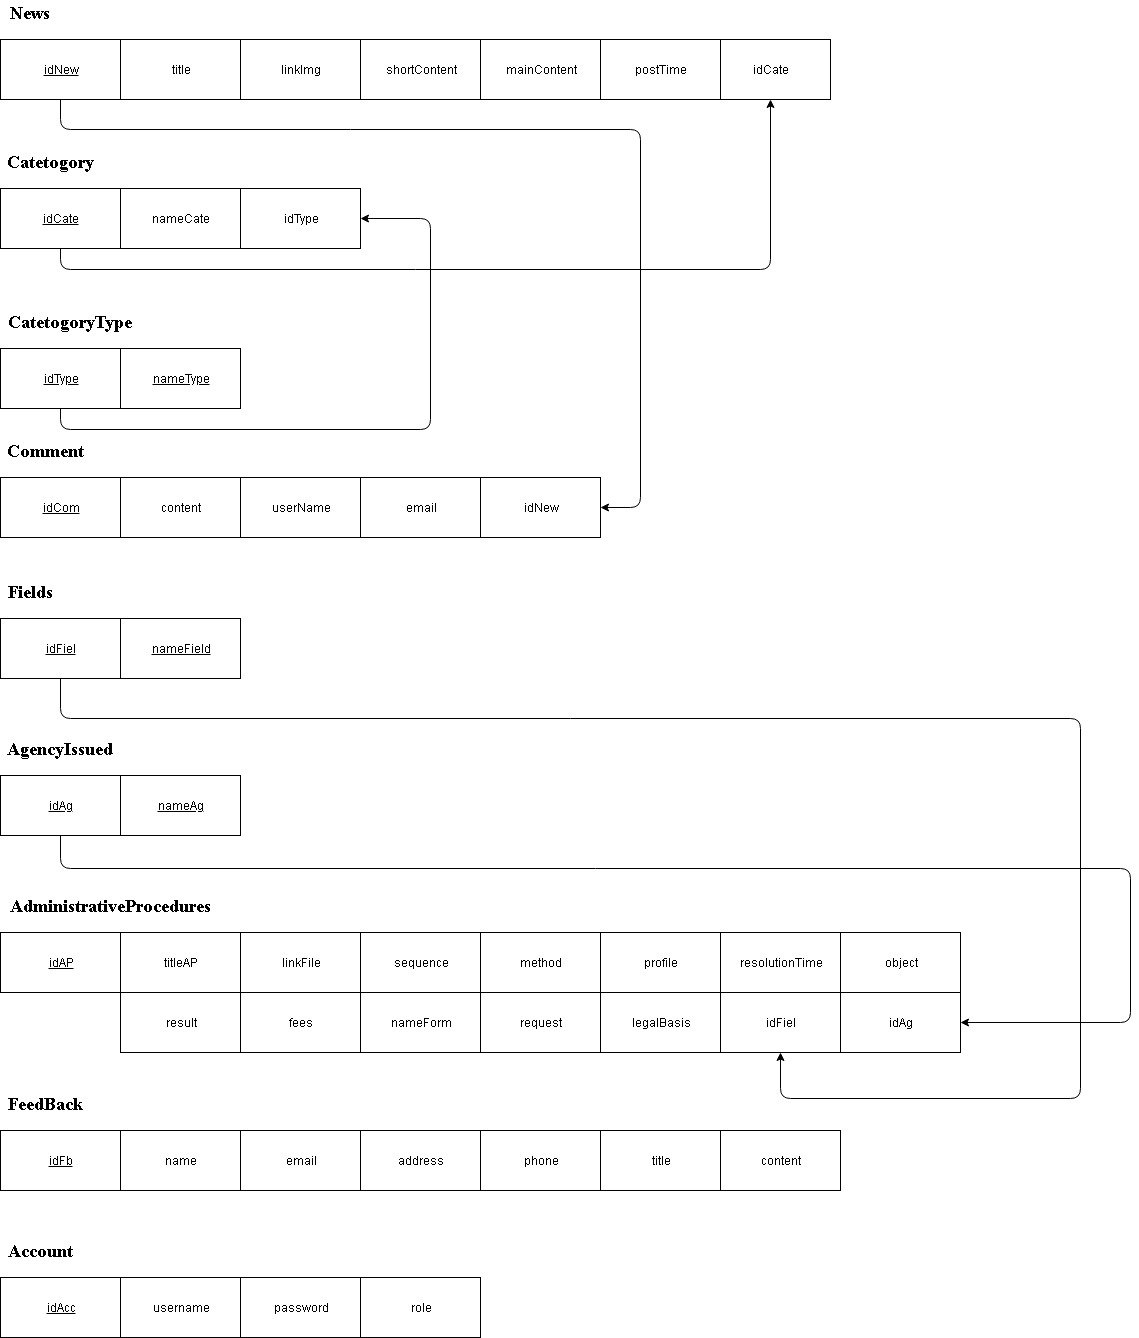 News
idNew title linkImg shortContent mainContent postTime idCate
Catetogory
idCate nameCate idType
CatetogoryType
idType nameType
Comment
idCom content userName email idNew
Fields
idFiel nameField
AgencyIssued
idAg nameAg
AdministrativeProcedures
idAP titleAP linkFile sequence method profile resolutionTime object
result fees nameForm request legalBasis idFiel idAg
FeedBack
idFb name email address phone title content
Account
idAcc username password role